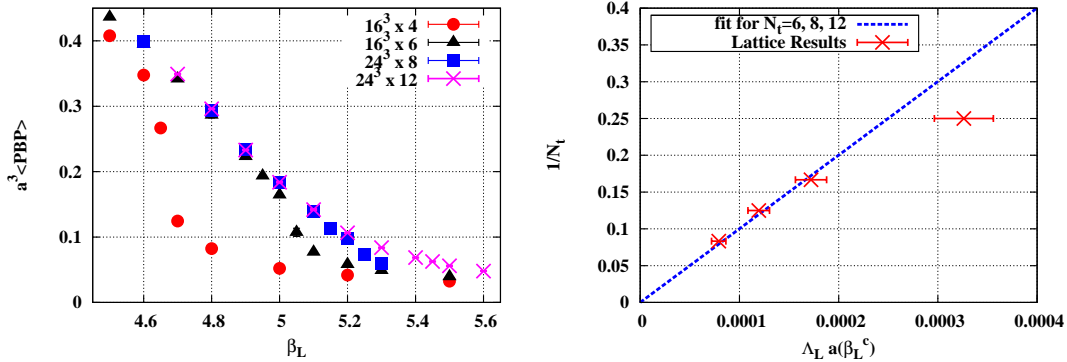 16³ x 4
16³ x 6
24³ x 8
24³ x 12
a³ <PBP>
0.4
0.3
0.2
0.1
0
4.6
4.8
5
5.2
5.4
5.6
β_L
fit for N_t=6, 8, 12
Lattice Results
1/N_t
0.4
0.35
0.3
0.25
0.2
0.15
0.1
0.05
0
0
0.0001
0.0002
0.0003
0.0004
Λ_L a(β_L^c)